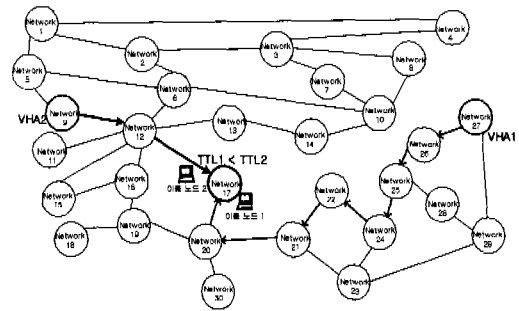 Network
1
Network
4
Network
2
Network
3
Network
8
Network
5
Network
6
Network
7
VHA2
Network
9
Network
10
Network
12
Network
13
Network
14
Network
27
VHA1
Network
11
TTL1 < TTL2
Network
26
이동 노드 2
Network
17
이동 노드 1
Network
16
Network
15
Network
22
Network
25
Network
28
Network
18
Network
19
Network
20
Network
21
Network
24
Network
29
Network
23
Network
30